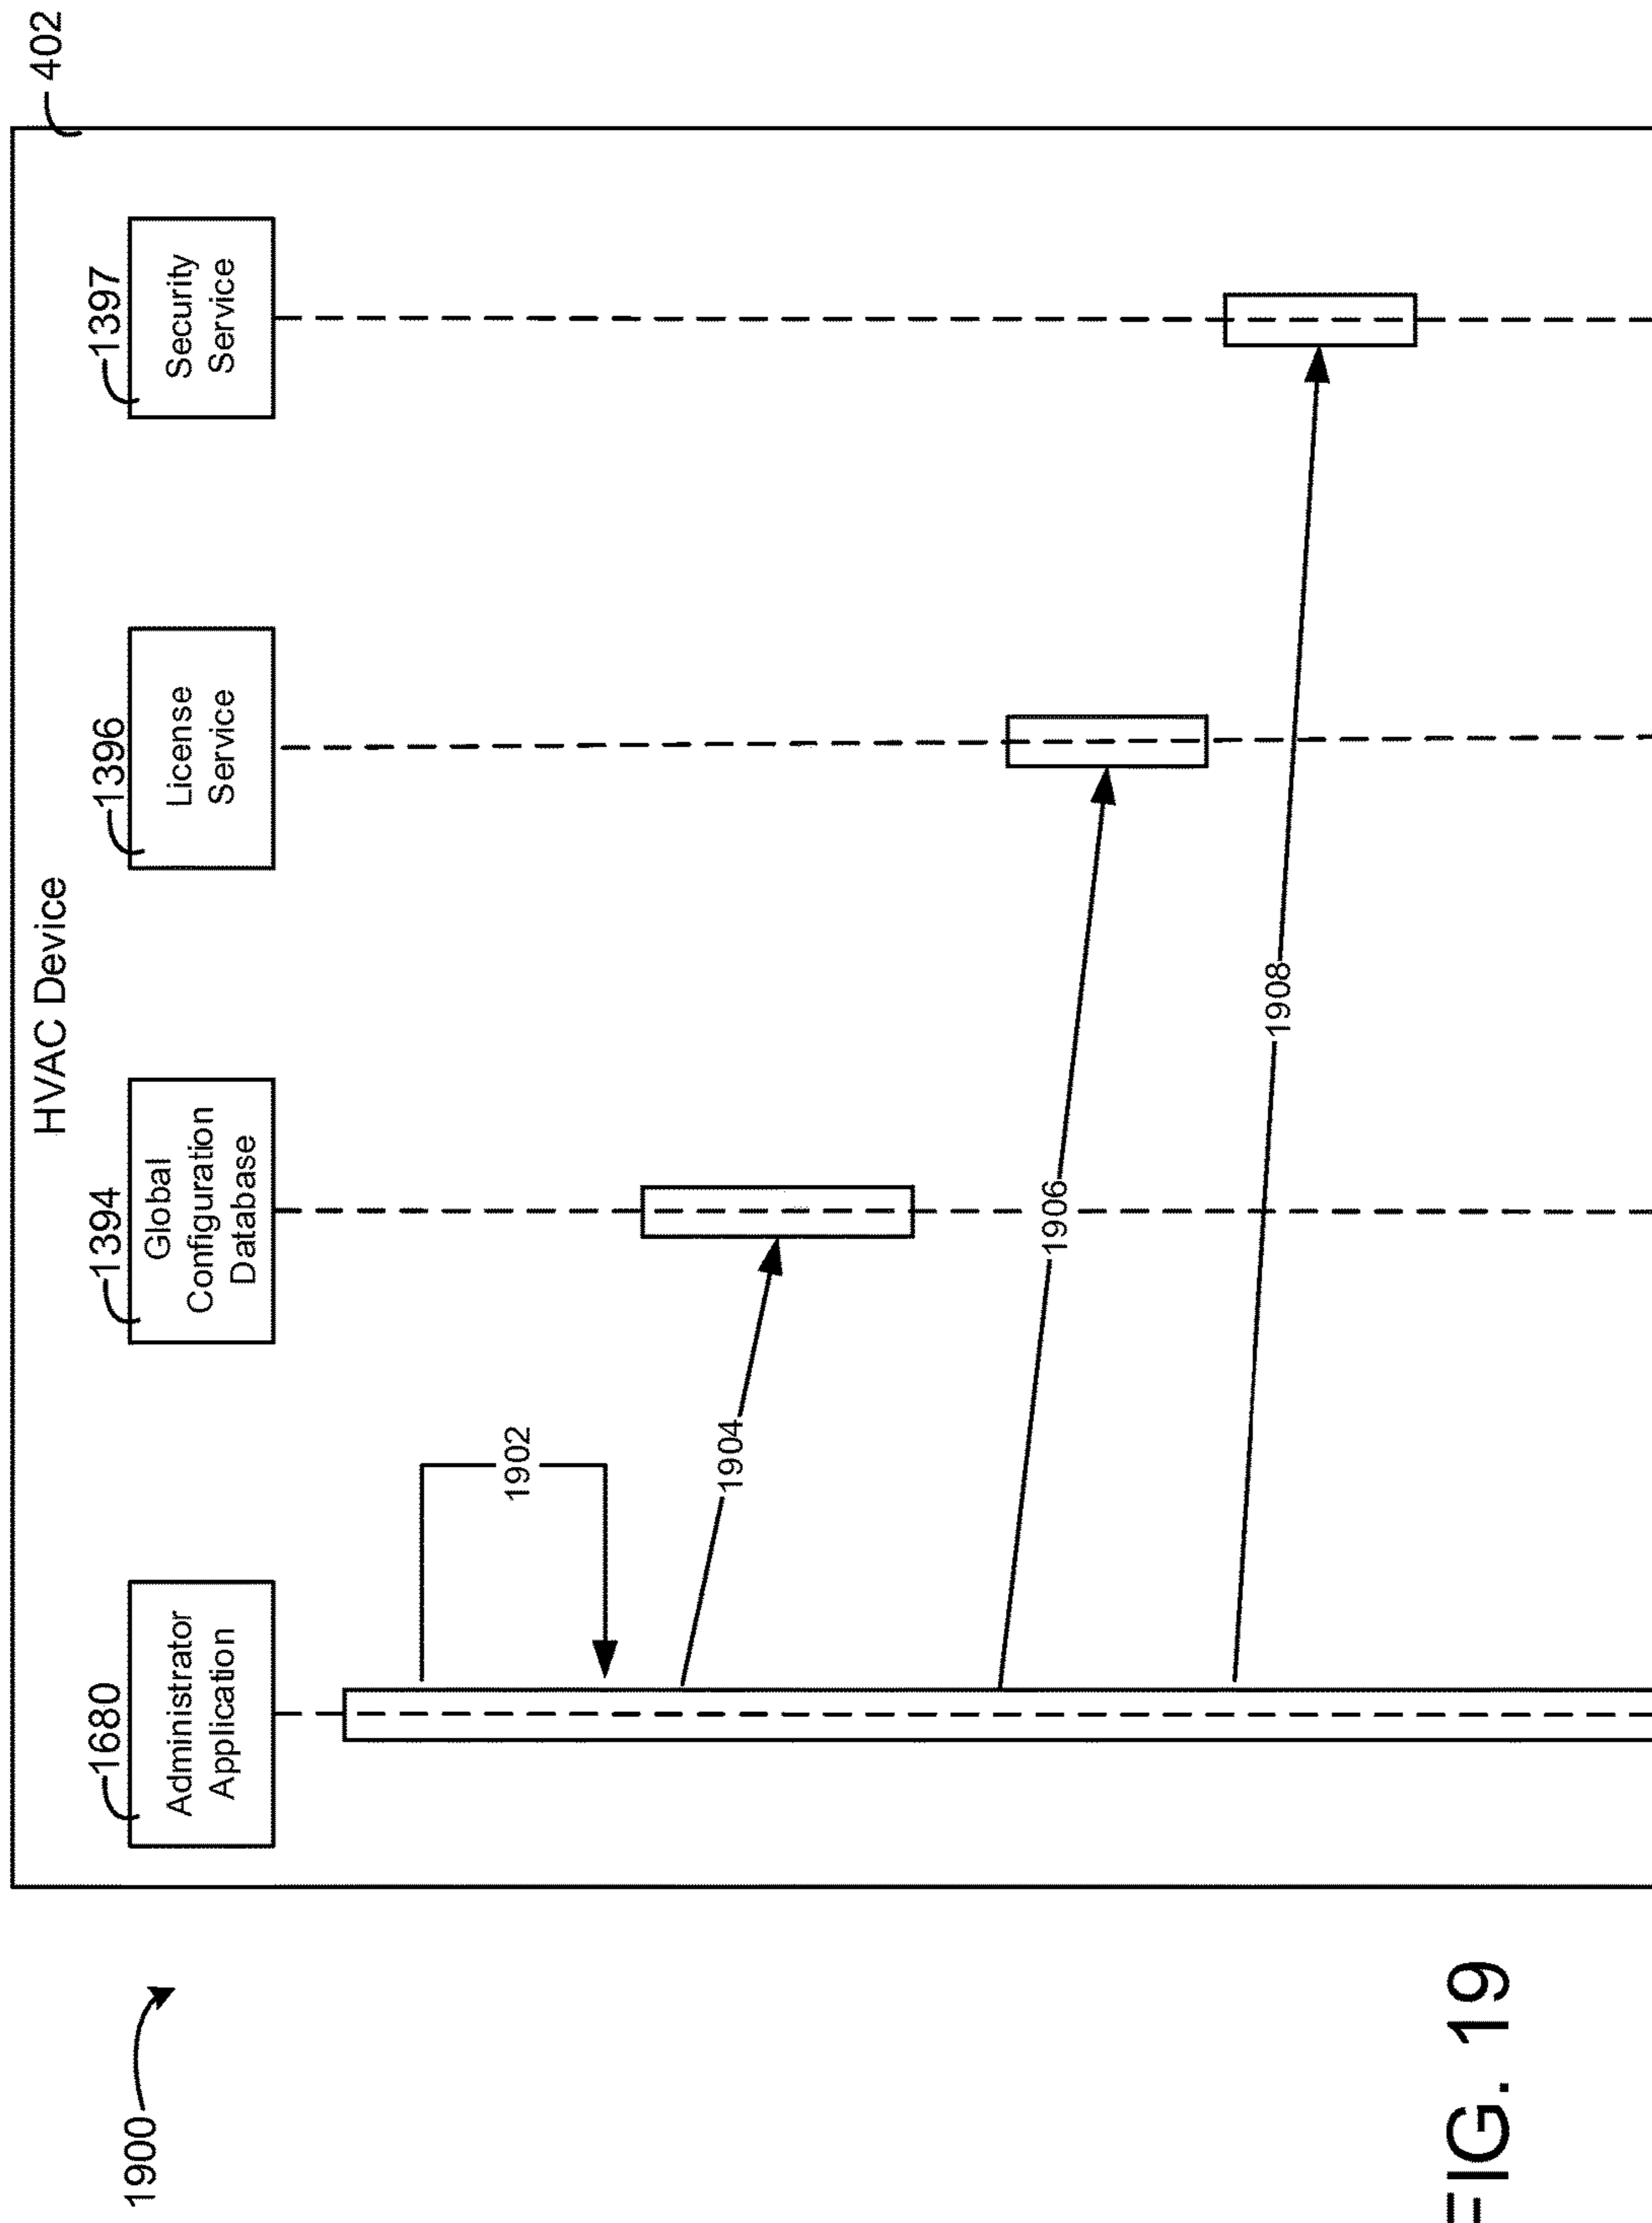 402
HVAC Device
1680
Administrator
Application
1394
Global
Configuration
Database
1396
License
Service
1397
Security
Service
1900
1902
1904
1906
1908
FIG. 19